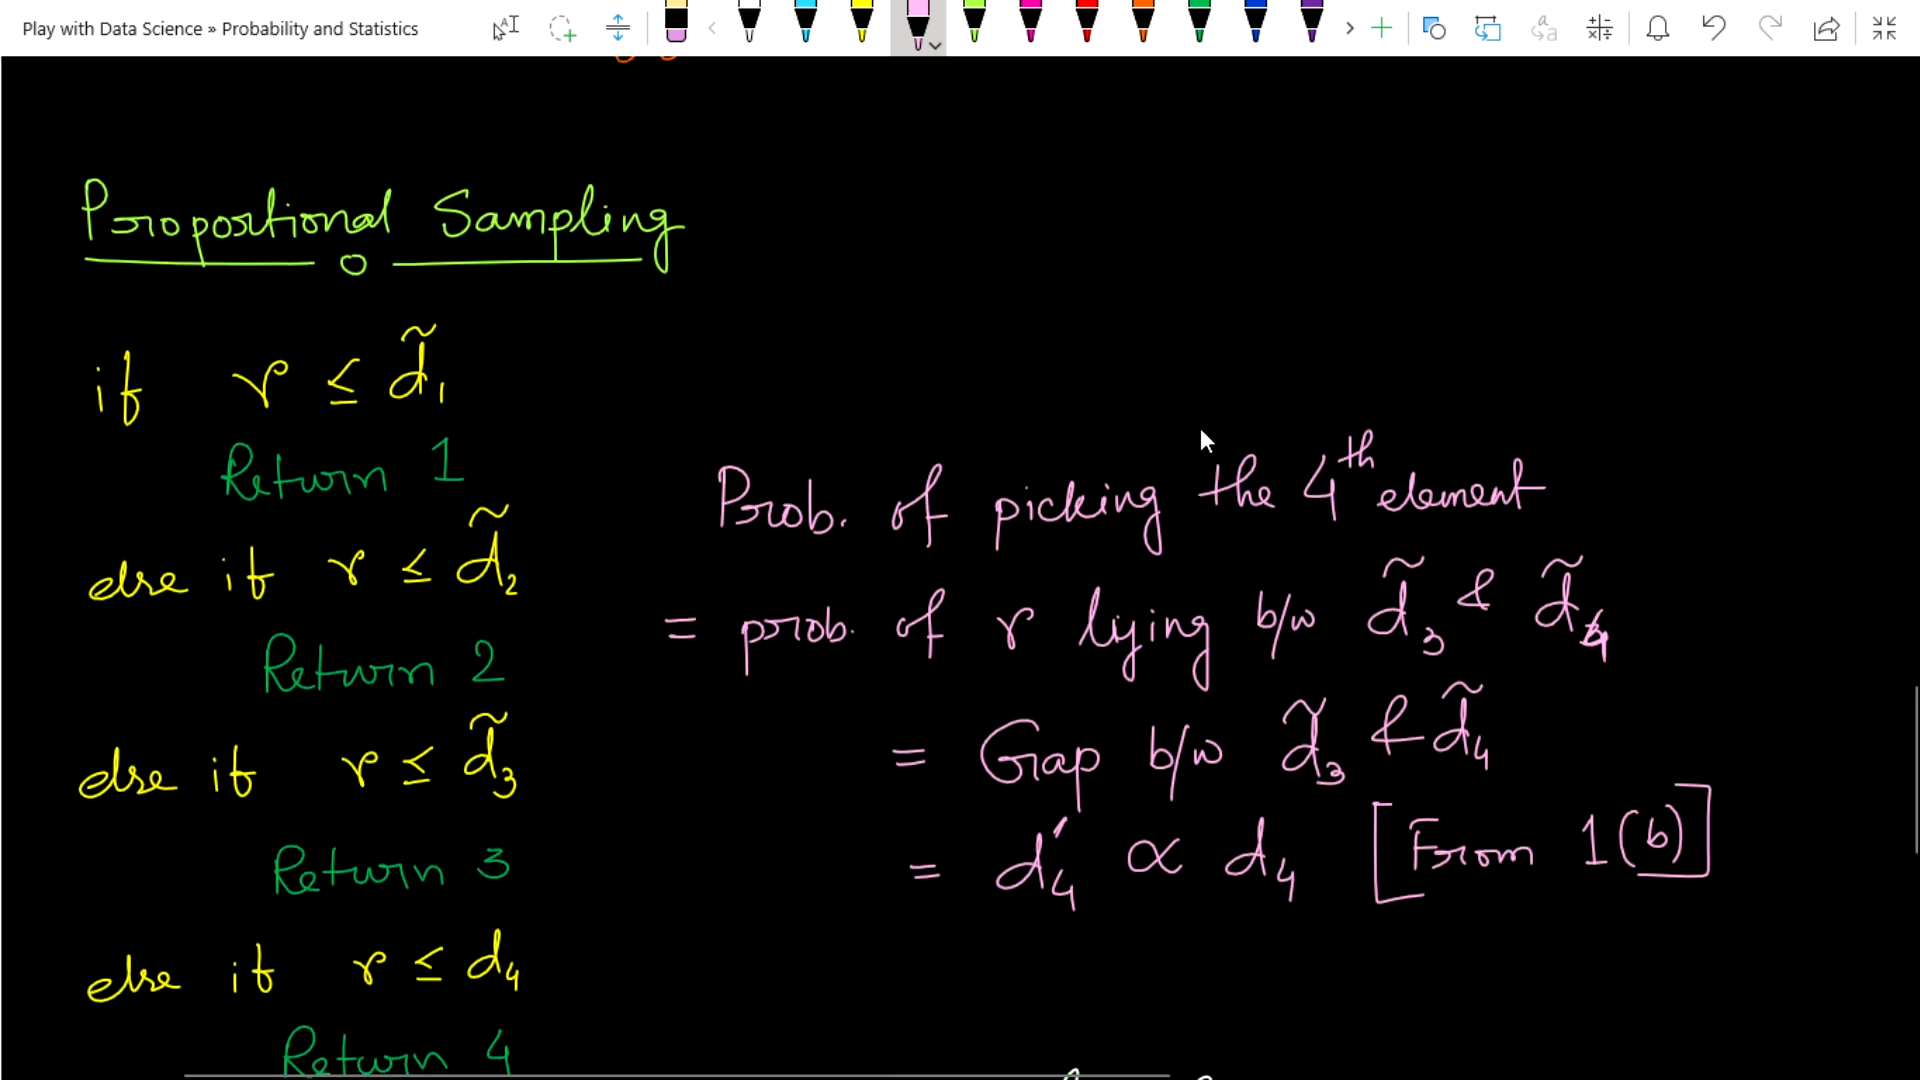 Play with Data Science » Probability and Statistics
Proportional Sampling
if r ≤ d̃₁
Return 1
else if r ≤ d̃₂
Return 2
else if r ≤ d̃₃
Return 3
else if r ≤ d₄
Return 4
Prob. of picking the 4th element
= prob. of r lying b/w d̃₃ & d̃₄
= Gap b/w d̃₃ & d̃₄
= d′₄ ∝ d₄ [From 1(b)]